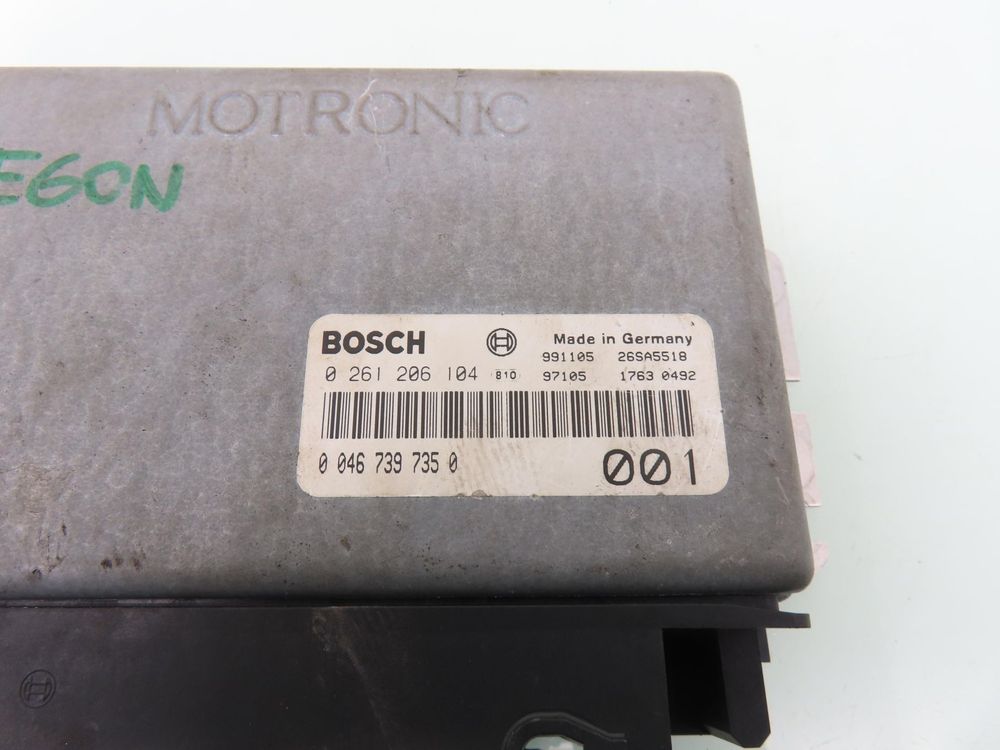 MOTRONIC
EGON
BOSCH
Made in Germany
991105 26SA5518
0 261 206 104 B10 97105 1763 0492
0 046 739 735 0
001